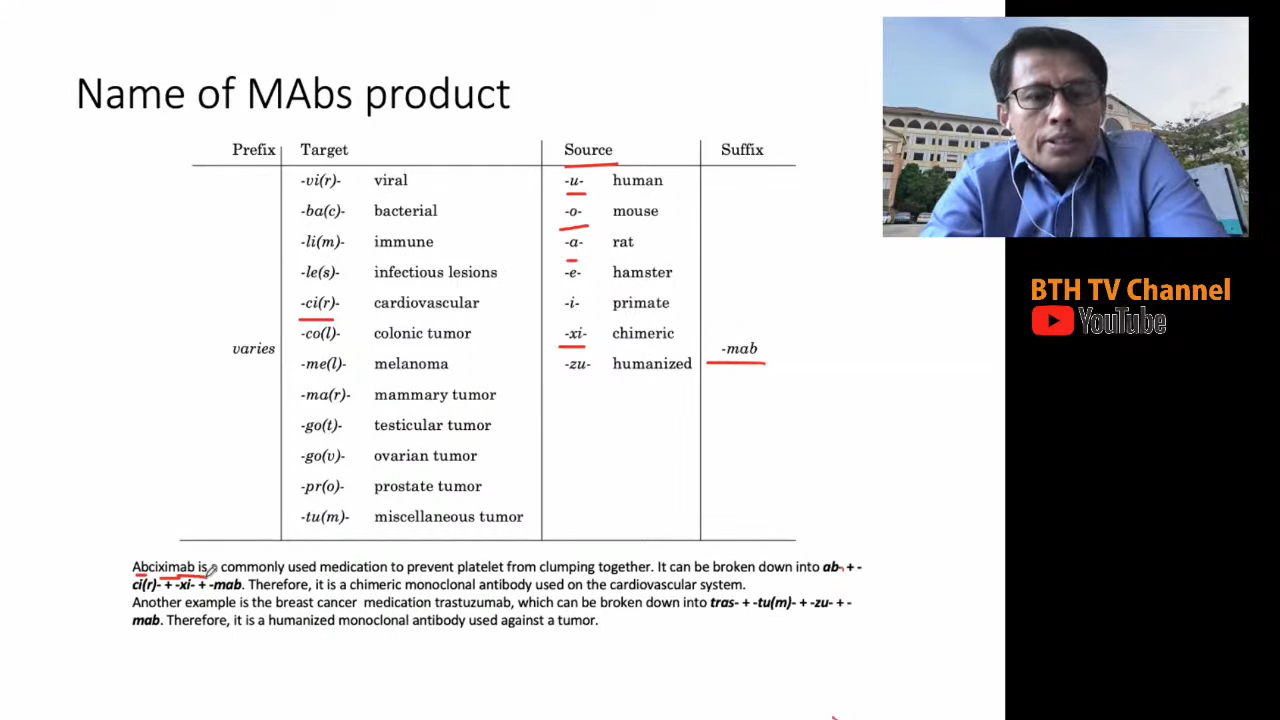 Name of MAbs product
Prefix Target Source Suffix
-vi(r)- viral -u- human
-ba(c)- bacterial -o- mouse
-li(m)- immune -a- rat
-le(s)- infectious lesions -e- hamster
-ci(r)- cardiovascular -i- primate
-co(l)- colonic tumor -xi- chimeric
varies -mab
-me(l)- melanoma -zu- humanized
-ma(r)- mammary tumor
-go(t)- testicular tumor
-go(v)- ovarian tumor
-pr(o)- prostate tumor
-tu(m)- miscellaneous tumor
Abciximab is a commonly used medication to prevent platelet from clumping together. It can be broken down into ab- + -
ci(r)- + -xi- + -mab. Therefore, it is a chimeric monoclonal antibody used on the cardiovascular system.
Another example is the breast cancer medication trastuzumab, which can be broken down into tras- + -tu(m)- + -zu- + -
mab. Therefore, it is a humanized monoclonal antibody used against a tumor.
BTH TV Channel
YouTube